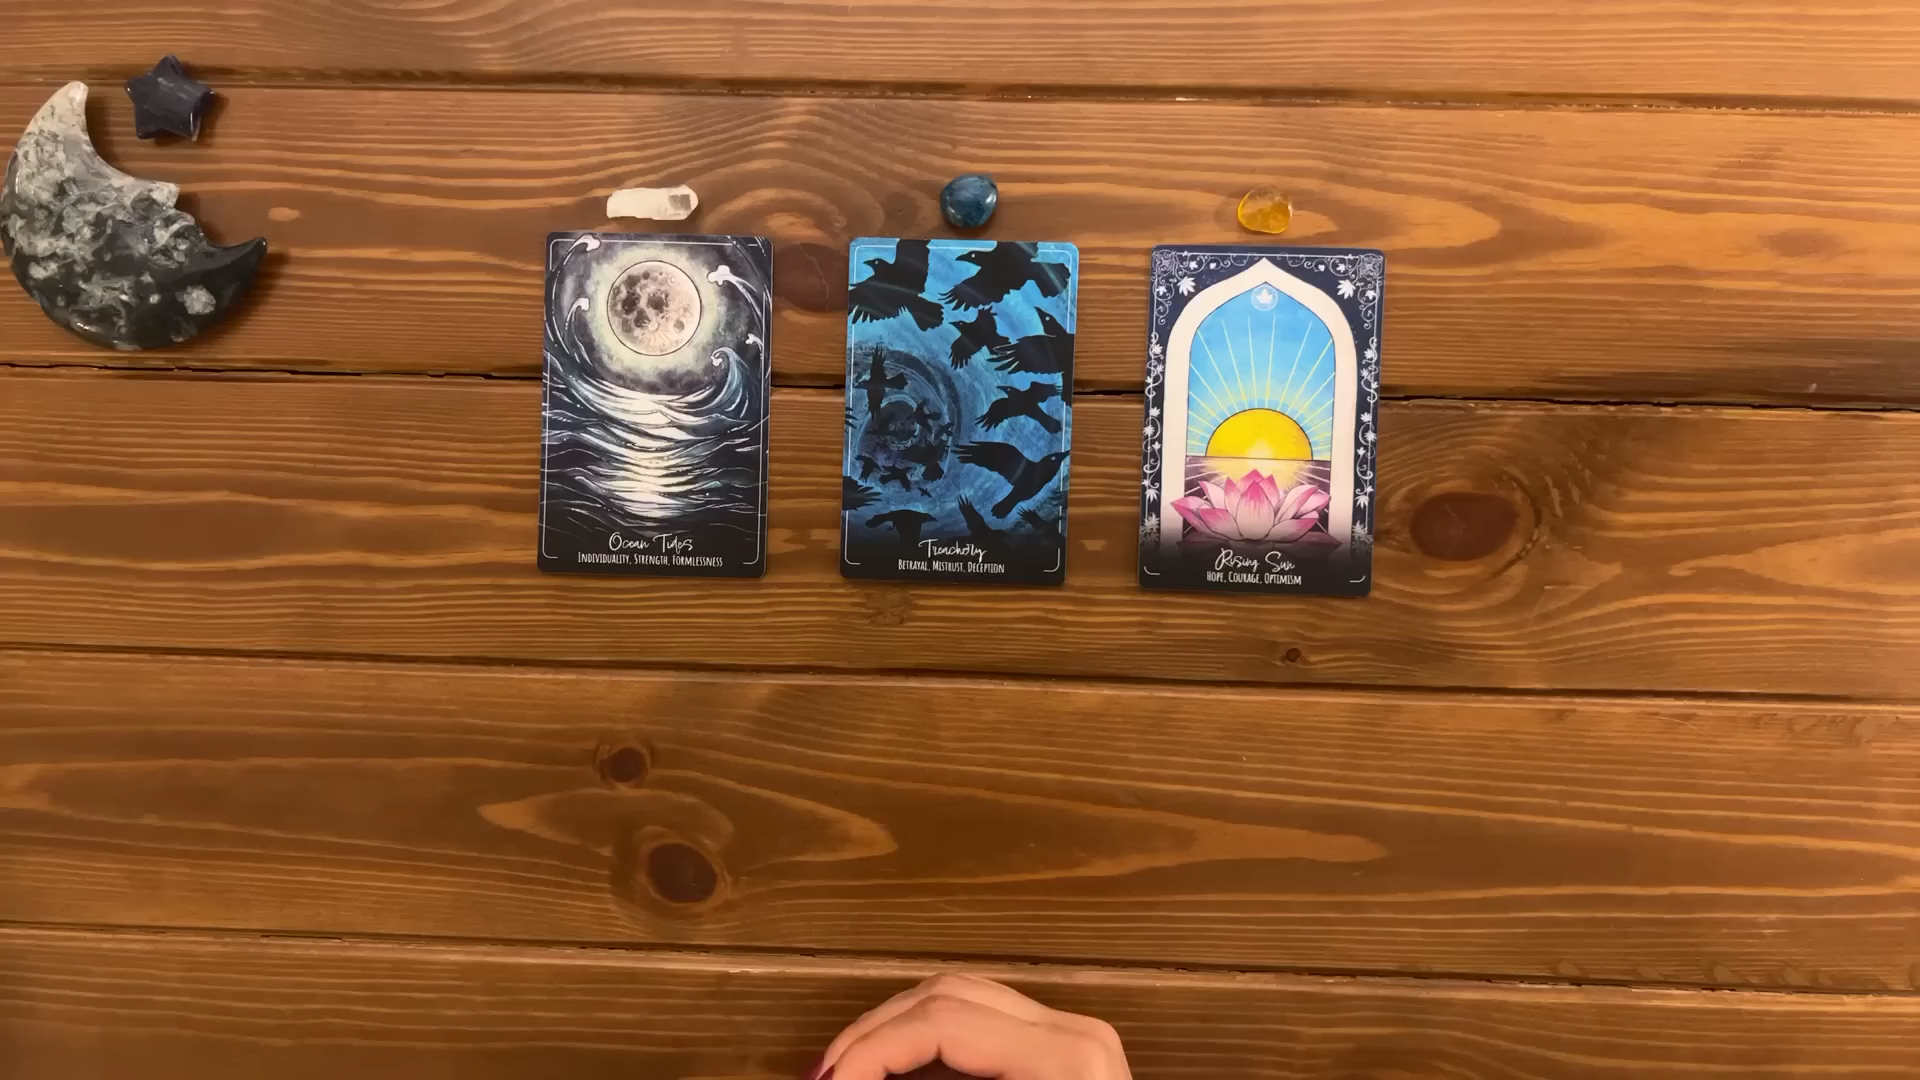 Ocean Tides
INDIVIDUALITY, STRENGTH, FORMLESSNESS
Treachery
BETRAYAL, MISTRUST, DECEPTION
Rising Sun
HOPE, COURAGE, OPTIMISM